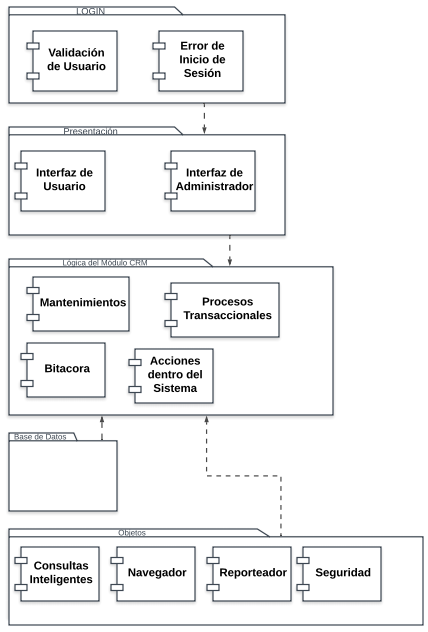 LOGIN
Validación
de Usuario
Error de
Inicio de
Sesión
Presentación
Interfaz de
Usuario
Interfaz de
Administrador
Lógica del Módulo CRM
Mantenimientos
Procesos
Transaccionales
Bitacora
Acciones
dentro del
Sistema
Base de Datos
Objetos
Consultas
Inteligentes
Navegador
Reporteador
Seguridad